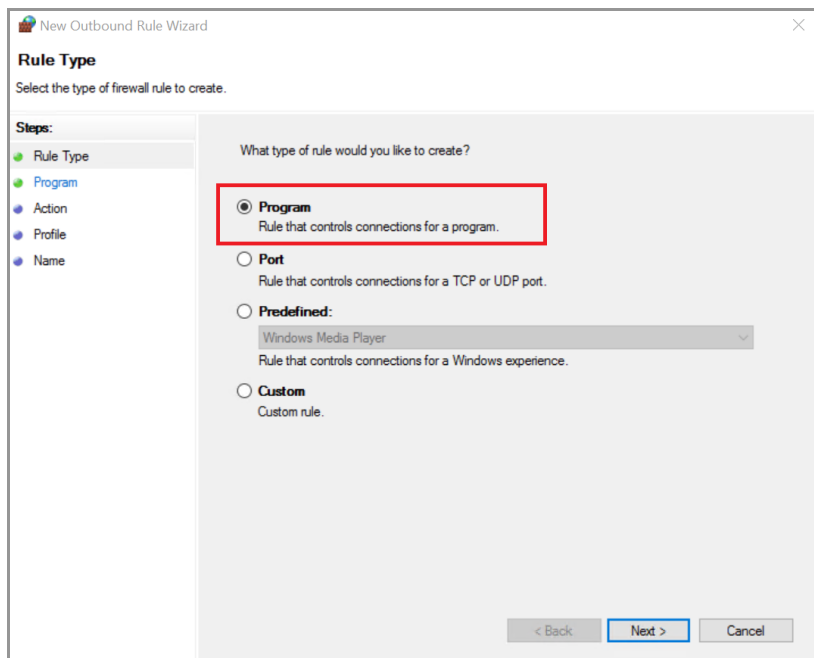 New Outbound Rule Wizard
Rule Type
Select the type of firewall rule to create.
Steps:
Rule Type
Program
Action
Profile
Name
What type of rule would you like to create?
Program
Rule that controls connections for a program.
Port
Rule that controls connections for a TCP or UDP port.
Predefined:
Windows Media Player
Rule that controls connections for a Windows experience.
Custom
Custom rule.
< Back
Next >
Cancel